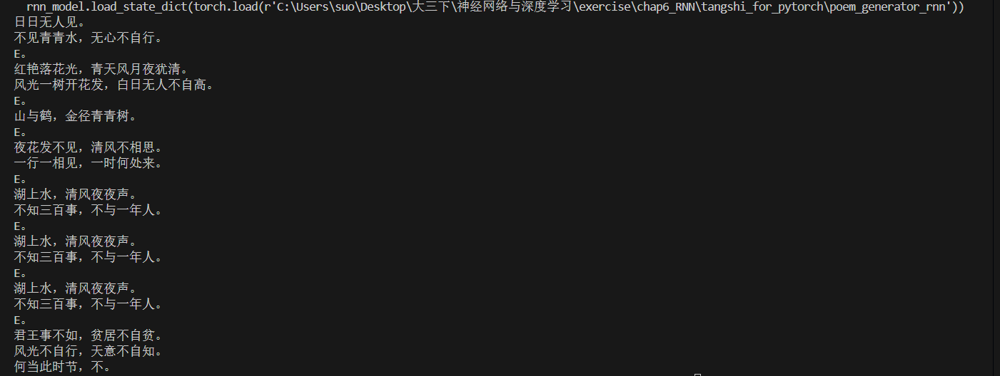 rnn_model.load_state_dict(torch.load(r'C:\Users\suo\Desktop\大三下\神经网络与深度学习\exercise\chap6_RNN\tangshi_for_pytorch\poem_generator_rnn'))
日日无人见。
不见青青水，无心不自行。
E。
红艳落花光，青天风月夜犹清。
风光一树开花发，白日无人不自高。
E。
山与鹤，金径青青树。
E。
夜花发不见，清风不相思。
一行一相见，一时何处来。
E。
湖上水，清风夜夜声。
不知三百事，不与一年人。
E。
湖上水，清风夜夜声。
不知三百事，不与一年人。
E。
湖上水，清风夜夜声。
不知三百事，不与一年人。
E。
君王事不如，贫居不自贫。
风光不自行，天意不自知。
何当此时节，不。